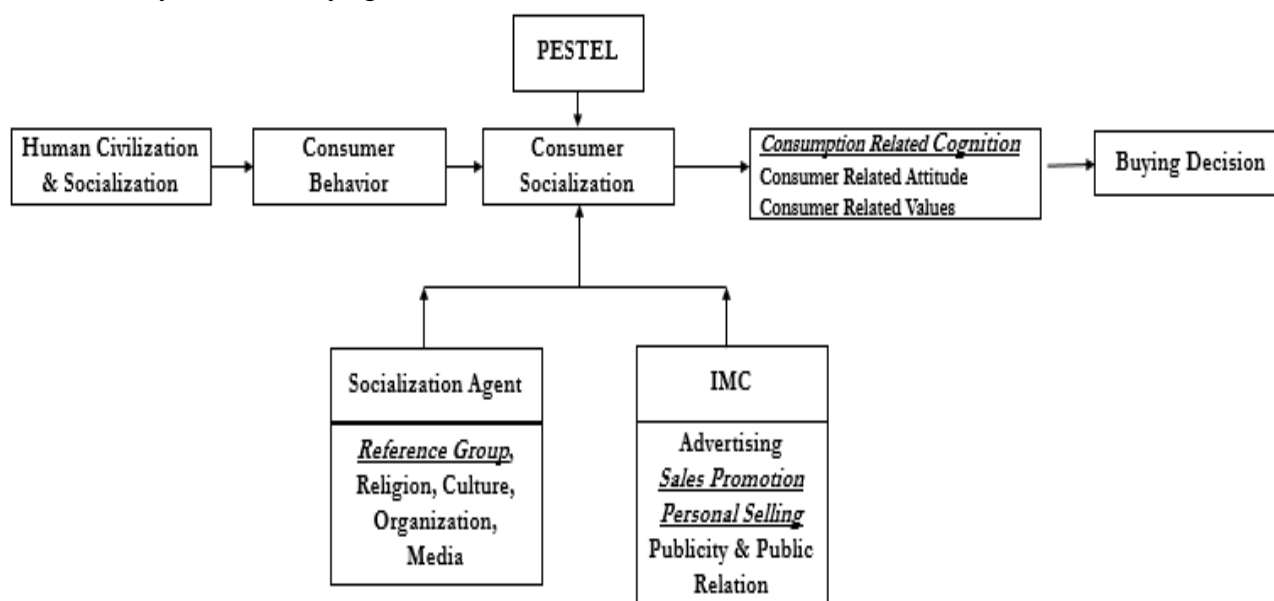 PESTEL
Human Civilization
& Socialization
Consumer
Behavior
Consumer
Socialization
Consumption Related Cognition
Consumer Related Attitude
Consumer Related Values
Buying Decision
Socialization Agent
Reference Group,
Religion, Culture,
Organization,
Media
IMC
Advertising
Sales Promotion
Personal Selling
Publicity & Public
Relation